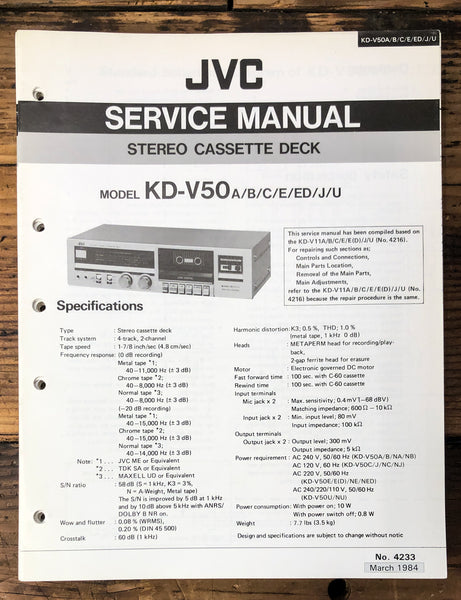 KD-V50A/B/C/E/ED/J/U
JVC
SERVICE MANUAL
STEREO CASSETTE DECK
MODEL KD-V50 A/B/C/E/ED/J/U
This service manual has been compiled based on
the KD-V11A/B/C/E/E(D)/J/U (No. 4216).
For repairing such sections as:
Controls and Connections,
Main Parts Location,
Removal of the Main Parts,
Main Adjustments,
refer to the KD-V11A/B/C/E/E(D)/J/U (No.
4216) because the repair procedure is the same.
Specifications
Type : Stereo cassette deck
Track system : 4-track, 2-channel
Tape speed : 1-7/8 inch/sec (4.8 cm/sec)
Frequency response: (0 dB recording)
Metal tape *1;
40–11,000 Hz (± 3 dB)
Chrome tape *2;
40–8,000 Hz (± 3 dB)
Normal tape *3;
40–8,000 Hz (± 3 dB)
(–20 dB recording)
Metal tape *1;
40–15,000 Hz (± 3 dB)
Chrome tape *2;
40–15,000 Hz (± 3 dB)
Normal tape *3;
40–14,000 Hz (± 3 dB)
Note: *1 ... JVC ME or Equivalent
*2 ... TDK SA or Equivalent
*3 ... MAXELL UD or Equivalent
S/N ratio : 58 dB (S = 1 kHz, K3 = 3%,
N = A-Weight, Metal tape)
The S/N is improved by 5 dB at 1 kHz
and by 10 dB above 5 kHz with ANRS/
DOLBY B NR on.
Wow and flutter : 0.08 % (WRMS),
0.20 % (DIN 45 500)
Crosstalk : 60 dB (1 kHz)
Harmonic distortion: K3; 0.5 %, THD; 1.0 %
(metal tape, 1 kHz 0 dB)
Heads : METAPERM head for recording/play-
back,
2-gap ferrite head for erasure
Motor : Electronic governed DC motor
Fast forward time : 100 sec. with C-60 cassette
Rewind time : 100 sec. with C-60 cassette
Input terminals
Mic jack x 2 : Max. sensitivity; 0.4 mV (–68 dBV)
Matching impedance; 600 Ω – 10 kΩ
Input jack x 2 : Min. input level; 80 mV
Input impedance; 100 kΩ
Output terminals
Output jack x 2 : Output level; 300 mV
Output impedance; 5 kΩ
Power requirement : AC 240 V, 50/60 Hz (KD-V50A/B/NA/NB)
AC 120 V, 60 Hz (KD-V50C/J/NC/NJ)
AC 220 V, 50/60 Hz
(KD-V50E/E(D)/NE/NED)
AC 240/220/110 V, 50/60 Hz
(KD-V50U/NU)
Power consumption: With power on; 10 W
With power switch off; 0.8 W
Weight : 7.7 lbs (3.5 kg)
Design and specifications are subject to change without notice
No. 4233
March 1984